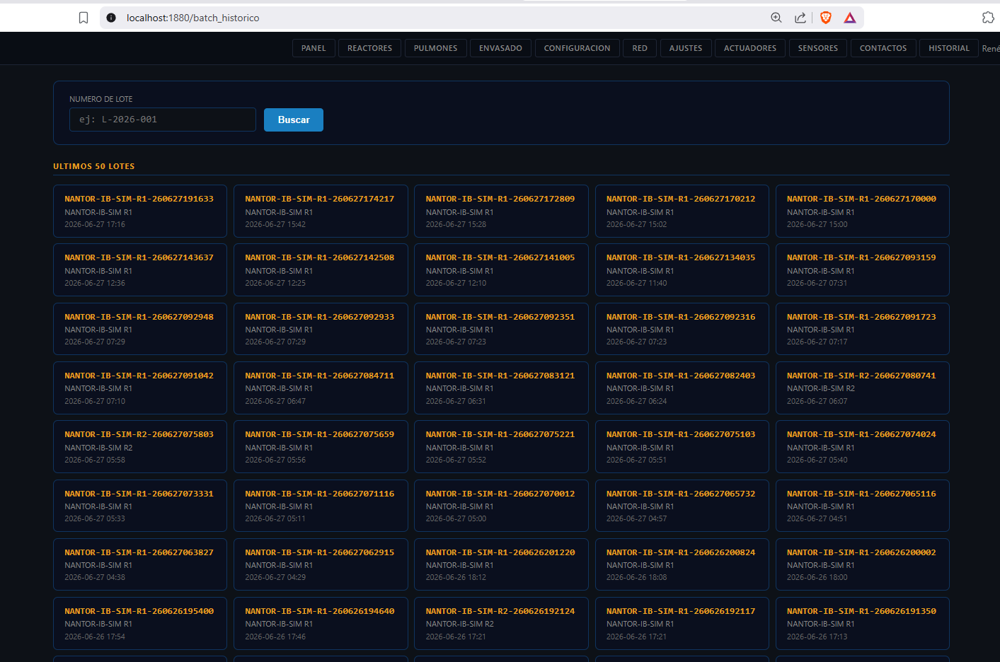 localhost:1880/batch_historico
PANEL REACTORES PULMONES ENVASADO CONFIGURACION RED AJUSTES ACTUADORES SENSORES CONTACTOS HISTORIAL René
NUMERO DE LOTE
ej: L-2026-001 Buscar
ULTIMOS 50 LOTES
NANTOR-IB-SIM-R1-260627191633 NANTOR-IB-SIM-R1-260627174217 NANTOR-IB-SIM-R1-260627172809 NANTOR-IB-SIM-R1-260627170212 NANTOR-IB-SIM-R1-260627170000
NANTOR-IB-SIM R1 NANTOR-IB-SIM R1 NANTOR-IB-SIM R1 NANTOR-IB-SIM R1 NANTOR-IB-SIM R1
2026-06-27 17:16 2026-06-27 15:42 2026-06-27 15:28 2026-06-27 15:02 2026-06-27 15:00
NANTOR-IB-SIM-R1-260627143637 NANTOR-IB-SIM-R1-260627142508 NANTOR-IB-SIM-R1-260627141005 NANTOR-IB-SIM-R1-260627134035 NANTOR-IB-SIM-R1-260627093159
NANTOR-IB-SIM R1 NANTOR-IB-SIM R1 NANTOR-IB-SIM R1 NANTOR-IB-SIM R1 NANTOR-IB-SIM R1
2026-06-27 12:36 2026-06-27 12:25 2026-06-27 12:10 2026-06-27 11:40 2026-06-27 07:31
NANTOR-IB-SIM-R1-260627092948 NANTOR-IB-SIM-R1-260627092933 NANTOR-IB-SIM-R1-260627092351 NANTOR-IB-SIM-R1-260627092316 NANTOR-IB-SIM-R1-260627091723
NANTOR-IB-SIM R1 NANTOR-IB-SIM R1 NANTOR-IB-SIM R1 NANTOR-IB-SIM R1 NANTOR-IB-SIM R1
2026-06-27 07:29 2026-06-27 07:29 2026-06-27 07:23 2026-06-27 07:23 2026-06-27 07:17
NANTOR-IB-SIM-R1-260627091042 NANTOR-IB-SIM-R1-260627084711 NANTOR-IB-SIM-R1-260627083121 NANTOR-IB-SIM-R1-260627082403 NANTOR-IB-SIM-R2-260627080741
NANTOR-IB-SIM R1 NANTOR-IB-SIM R1 NANTOR-IB-SIM R1 NANTOR-IB-SIM R1 NANTOR-IB-SIM R2
2026-06-27 07:10 2026-06-27 06:47 2026-06-27 06:31 2026-06-27 06:24 2026-06-27 06:07
NANTOR-IB-SIM-R2-260627075803 NANTOR-IB-SIM-R1-260627075659 NANTOR-IB-SIM-R1-260627075221 NANTOR-IB-SIM-R1-260627075103 NANTOR-IB-SIM-R1-260627074024
NANTOR-IB-SIM R2 NANTOR-IB-SIM R1 NANTOR-IB-SIM R1 NANTOR-IB-SIM R1 NANTOR-IB-SIM R1
2026-06-27 05:58 2026-06-27 05:56 2026-06-27 05:52 2026-06-27 05:51 2026-06-27 05:40
NANTOR-IB-SIM-R1-260627073331 NANTOR-IB-SIM-R1-260627071116 NANTOR-IB-SIM-R1-260627070012 NANTOR-IB-SIM-R1-260627065732 NANTOR-IB-SIM-R1-260627065116
NANTOR-IB-SIM R1 NANTOR-IB-SIM R1 NANTOR-IB-SIM R1 NANTOR-IB-SIM R1 NANTOR-IB-SIM R1
2026-06-27 05:33 2026-06-27 05:11 2026-06-27 05:00 2026-06-27 04:57 2026-06-27 04:51
NANTOR-IB-SIM-R1-260627063827 NANTOR-IB-SIM-R1-260627062915 NANTOR-IB-SIM-R1-260626201220 NANTOR-IB-SIM-R1-260626200824 NANTOR-IB-SIM-R1-260626200002
NANTOR-IB-SIM R1 NANTOR-IB-SIM R1 NANTOR-IB-SIM R1 NANTOR-IB-SIM R1 NANTOR-IB-SIM R1
2026-06-27 04:38 2026-06-27 04:29 2026-06-26 18:12 2026-06-26 18:08 2026-06-26 18:00
NANTOR-IB-SIM-R1-260626195400 NANTOR-IB-SIM-R1-260626194640 NANTOR-IB-SIM-R2-260626192124 NANTOR-IB-SIM-R1-260626192117 NANTOR-IB-SIM-R1-260626191350
NANTOR-IB-SIM R1 NANTOR-IB-SIM R1 NANTOR-IB-SIM R2 NANTOR-IB-SIM R1 NANTOR-IB-SIM R1
2026-06-26 17:54 2026-06-26 17:46 2026-06-26 17:21 2026-06-26 17:21 2026-06-26 17:13